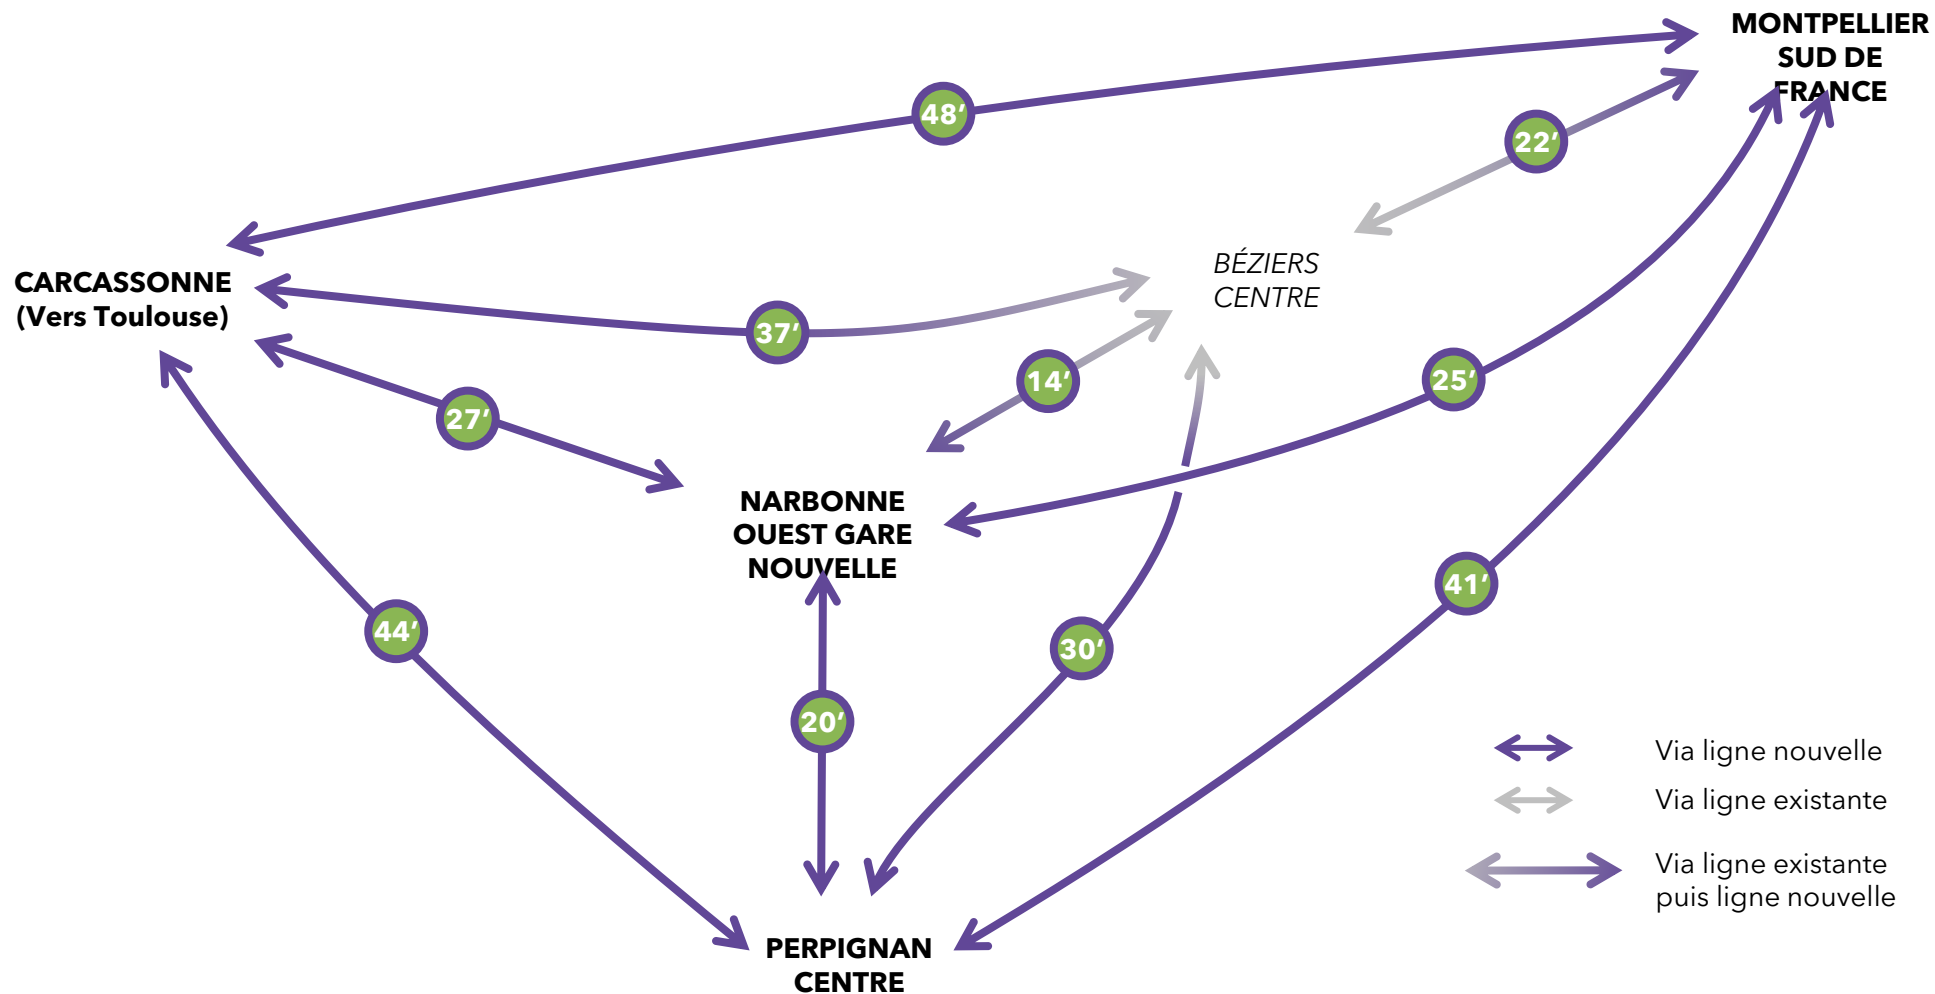 MONTPELLIER
SUD DE
FRANCE
48’
22’
BÉZIERS
CENTRE
CARCASSONNE
(Vers Toulouse)
37’
14’
25’
27’
NARBONNE
OUEST GARE
NOUVELLE
41’
44’
30’
20’
Via ligne nouvelle
Via ligne existante
Via ligne existante
puis ligne nouvelle
PERPIGNAN
CENTRE